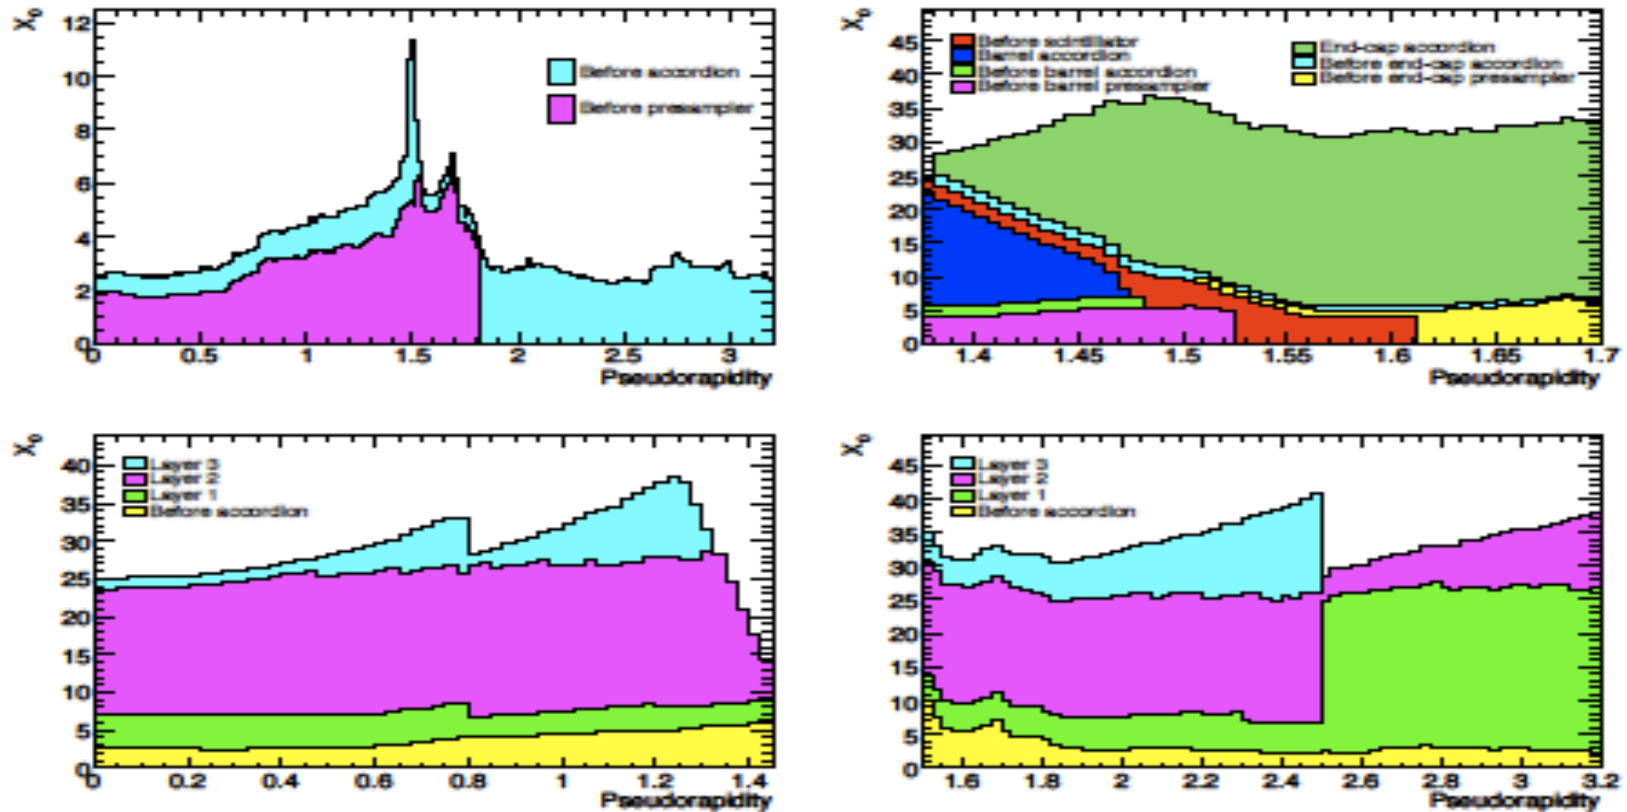 X₀
12
10
8
6
4
2
0
0 0.5 1 1.5 2 2.5 3
Pseudorapidity
Before accordion
Before presampler
X₀
45
40
35
30
25
20
15
10
5
0
1.4 1.45 1.5 1.55 1.6 1.65 1.7
Pseudorapidity
Before scintillator
Barrel accordion
Before barrel accordion
Before barrel presampler
End-cap accordion
Before end-cap accordion
Before end-cap presampler
X₀
40
35
30
25
20
15
10
5
0
0 0.2 0.4 0.6 0.8 1 1.2 1.4
Pseudorapidity
Layer 3
Layer 2
Layer 1
Before accordion
X₀
45
40
35
30
25
20
15
10
5
0
1.6 1.8 2 2.2 2.4 2.6 2.8 3 3.2
Pseudorapidity
Layer 3
Layer 2
Layer 1
Before accordion